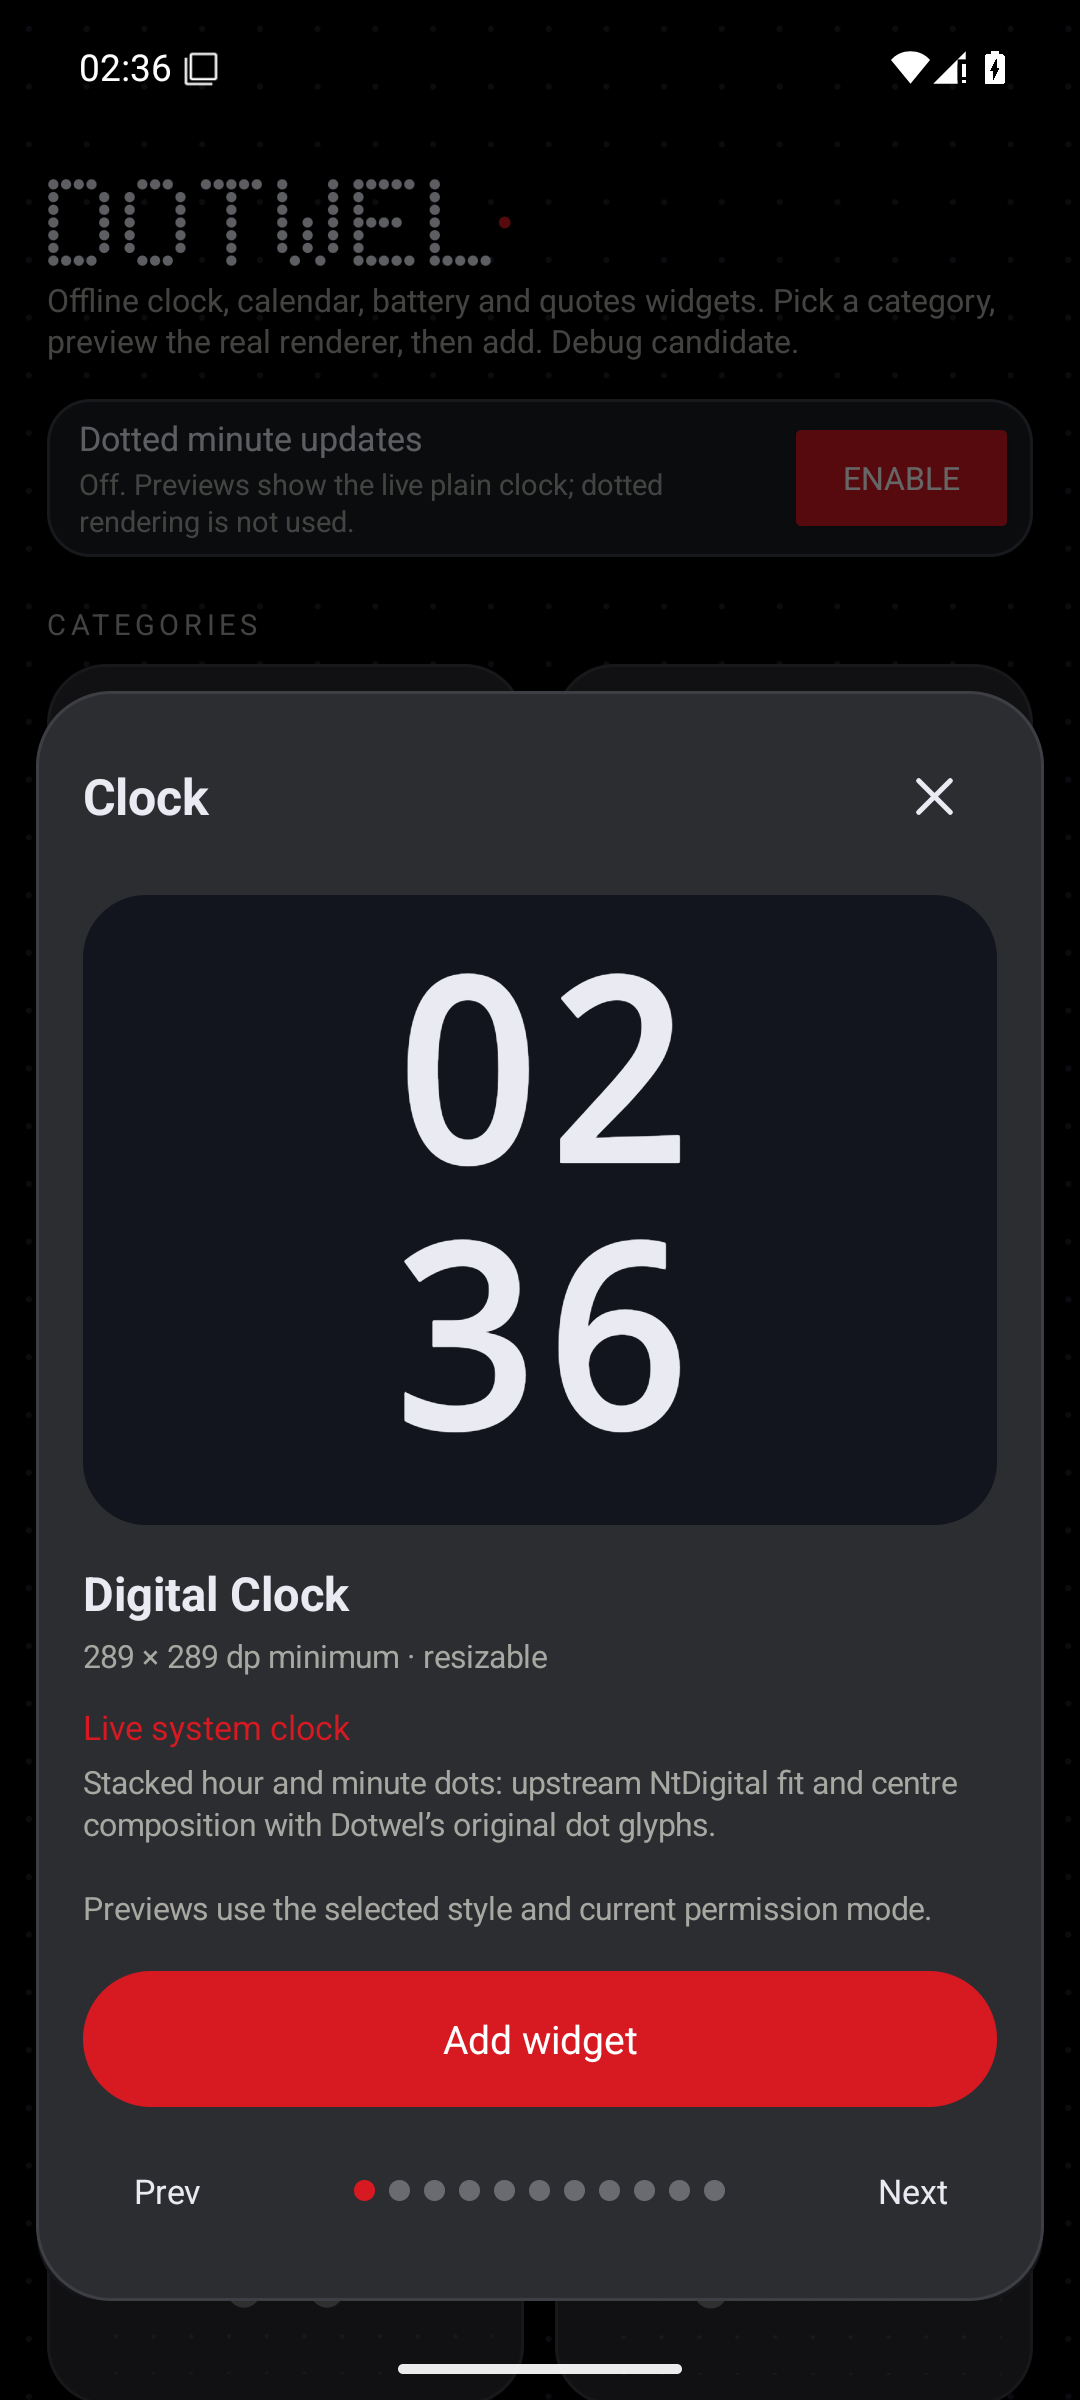 02:36
DOTWEL
Offline clock, calendar, battery and quotes widgets. Pick a category,
preview the real renderer, then add. Debug candidate.
Dotted minute updates
Off. Previews show the live plain clock; dotted
rendering is not used.
ENABLE
CATEGORIES
Clock
02
36
Digital Clock
289 × 289 dp minimum · resizable
Live system clock
Stacked hour and minute dots: upstream NtDigital fit and centre
composition with Dotwel’s original dot glyphs.
Previews use the selected style and current permission mode.
Add widget
Prev
Next